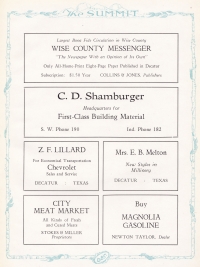 The SUMMIT
Largest Bona Fide Circulation in Wise County
WISE COUNTY MESSENGER
"The Newspaper With an Opinion of Its Own"
Only All-Home-Print Eight-Page Paper Published in Decatur
Subscription: $1.50 Year COLLINS & JONES, Publishers
C. D. Shamburger
Headquarters for
First-Class Building Material
S. W. Phone 190 Ind. Phone 182
Z. F. LILLARD
For Economical Transportation
Chevrolet
Sales and Service
DECATUR TEXAS
Mrs. E. B. Melton
New Styles in
Millinery
DECATUR TEXAS
CITY
MEAT MARKET
All Kinds of Fresh
and Cured Meats
STOKES & MILLER
Proprietors
Buy
MAGNOLIA
GASOLINE
NEWTON TAYLOR,